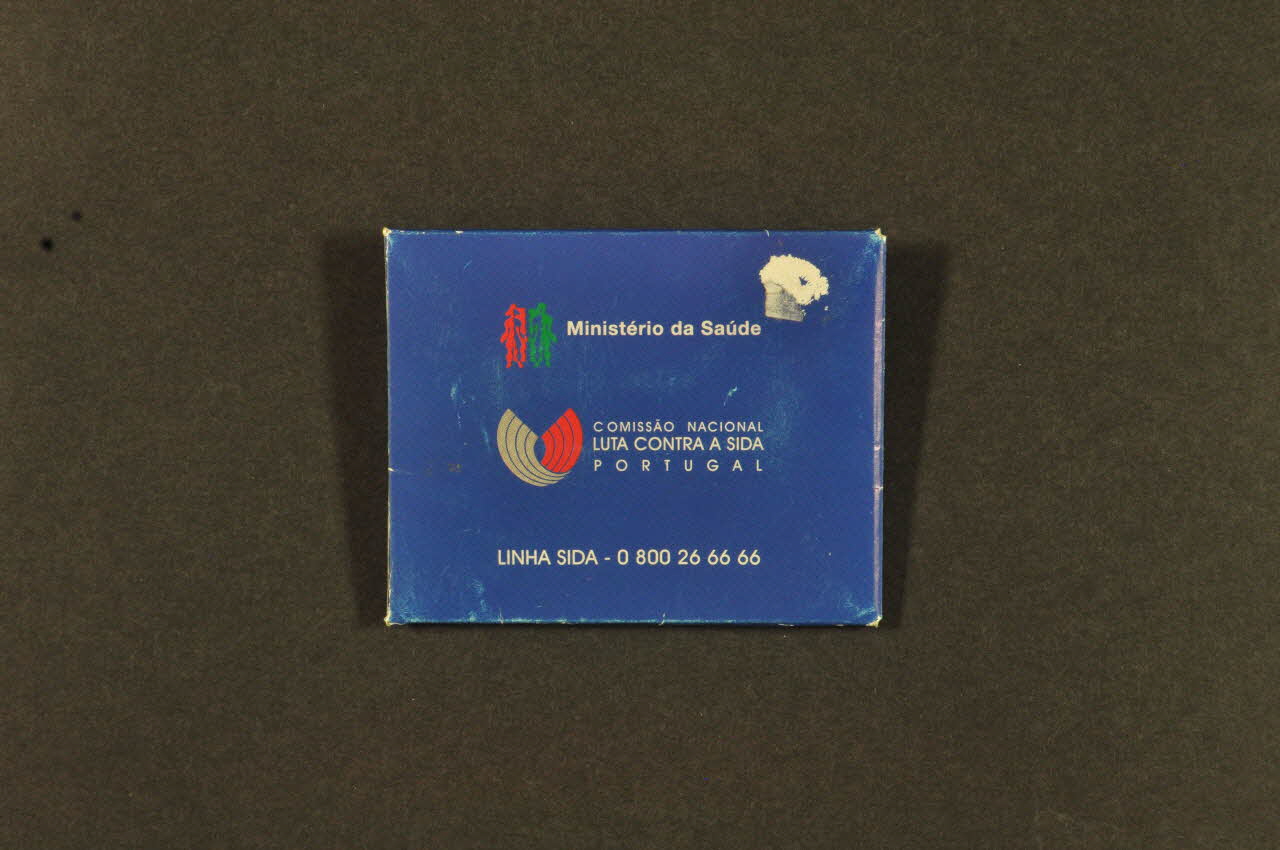 Ministério da Saúde
COMISSÃO NACIONAL
LUTA CONTRA A SIDA
PORTUGAL
LINHA SIDA - 0 800 26 66 66